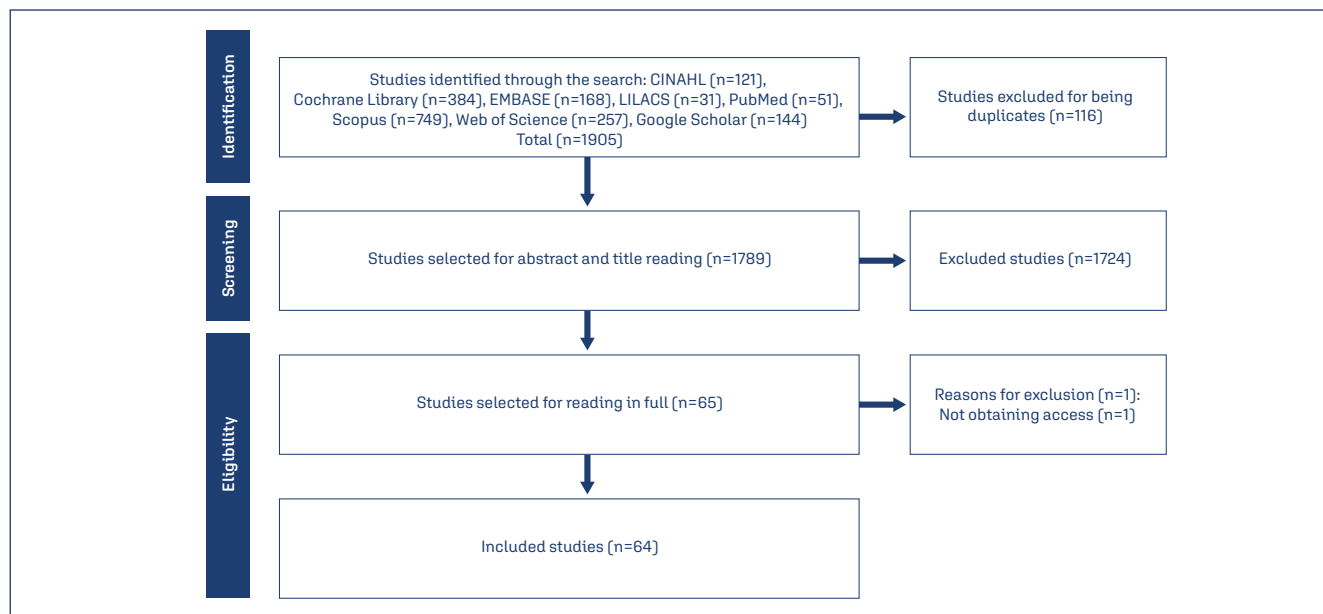 Identification
Studies identified through the search: CINAHL (n=121),
Cochrane Library (n=384), EMBASE (n=168), LILACS (n=31), PubMed (n=51),
Scopus (n=749), Web of Science (n=257), Google Scholar (n=144)
Total (n=1905)
Studies excluded for being
duplicates (n=116)
Screening
Studies selected for abstract and title reading (n=1789)
Excluded studies (n=1724)
Eligibility
Studies selected for reading in full (n=65)
Reasons for exclusion (n=1):
Not obtaining access (n=1)
Included studies (n=64)